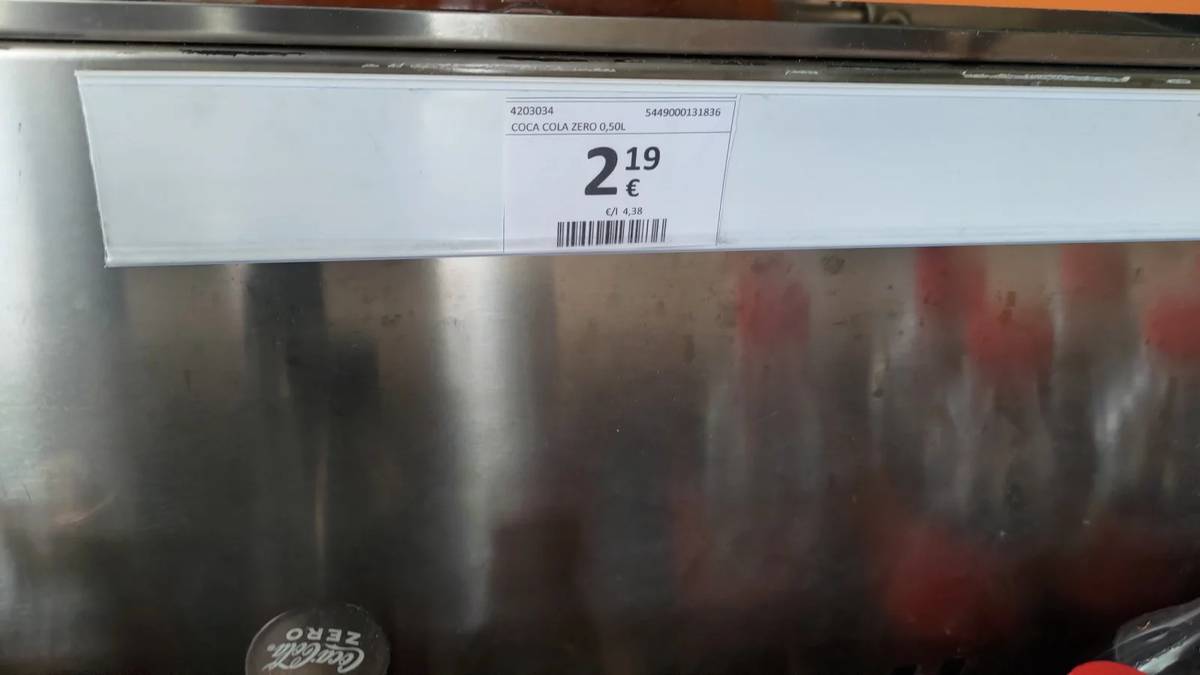 4203034 5449000131836
COCA COLA ZERO 0,50L
2 19
€
€/l 4,38
Coca-Cola
ZERO